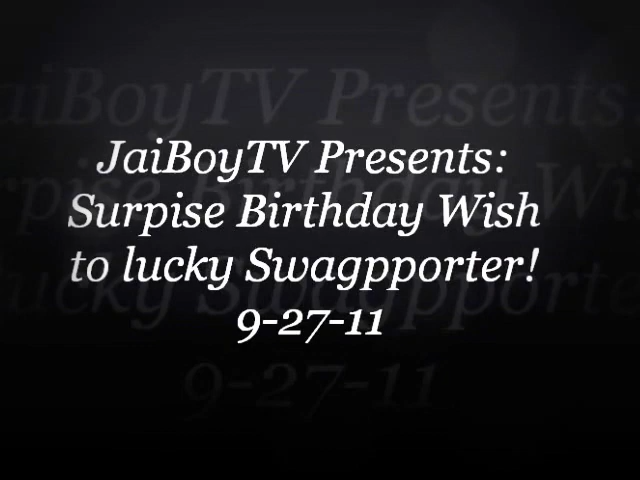 JaiBoyTV Presents:
Surpise Birthday Wish
to lucky Swagpporter!
9-27-11